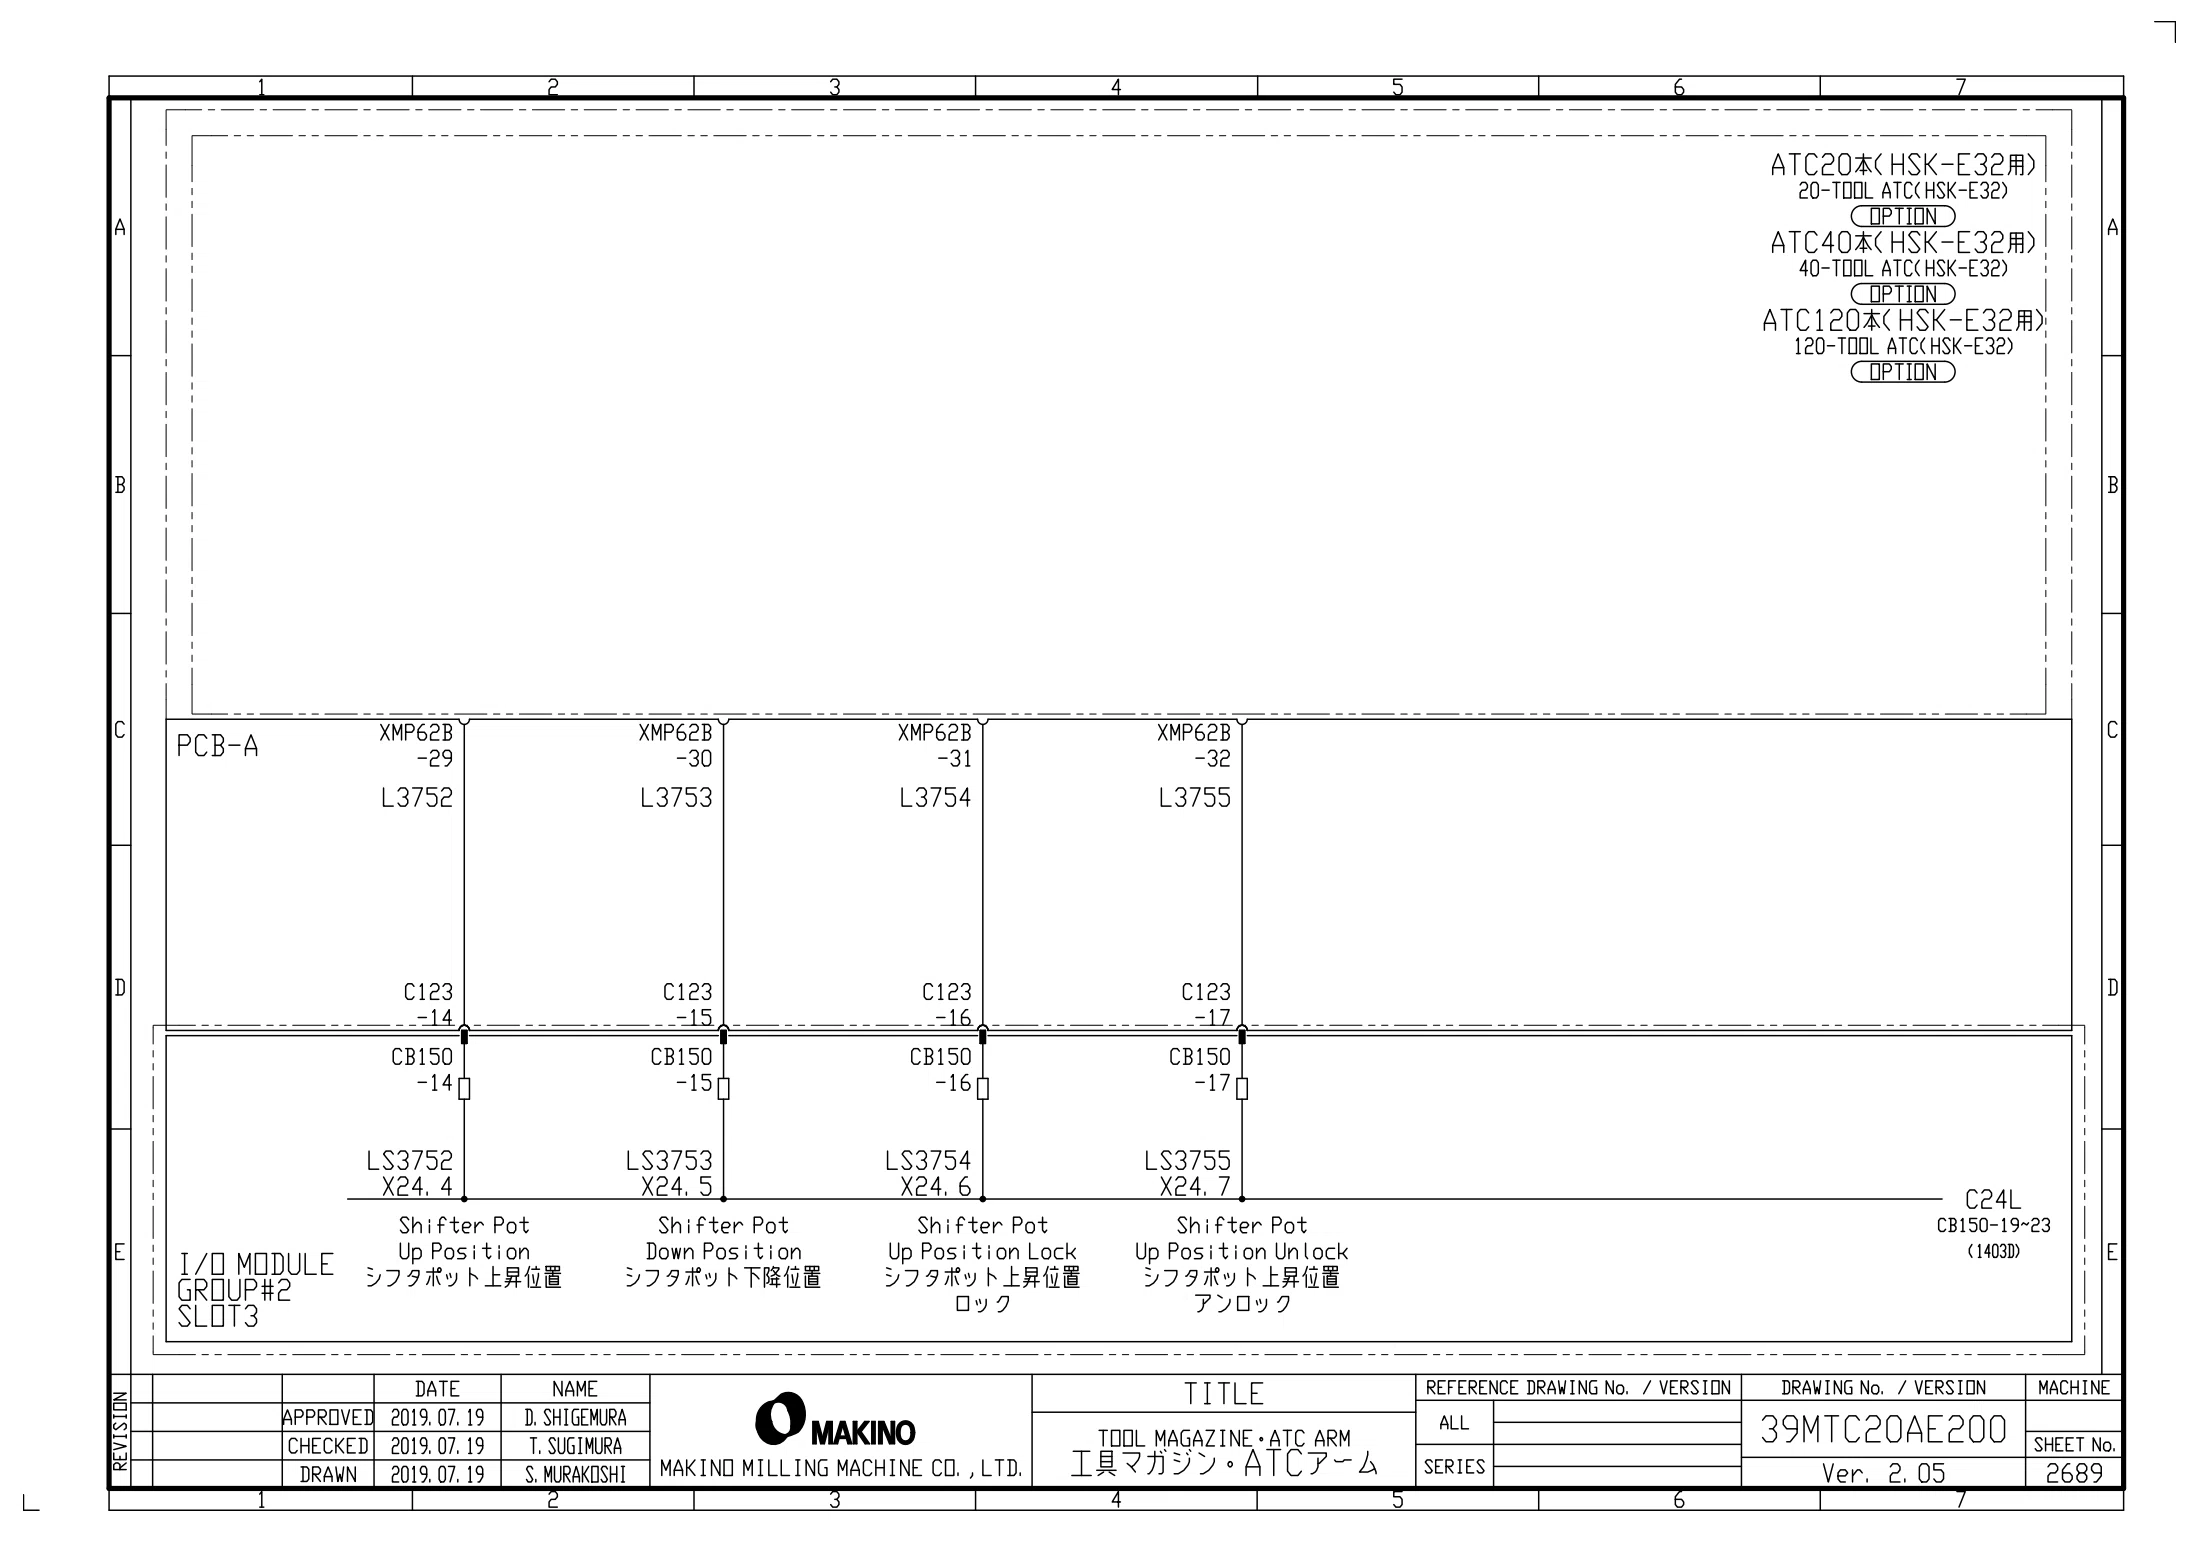 1 2 3 4 5 6 7
A A
ATC20本(HSK-E32用)
20-TOOL ATC(HSK-E32)
OPTION
ATC40本(HSK-E32用)
40-TOOL ATC(HSK-E32)
OPTION
ATC120本(HSK-E32用)
120-TOOL ATC(HSK-E32)
OPTION
B B
C C
PCB-A
XMP62B XMP62B XMP62B XMP62B
-29 -30 -31 -32
L3752 L3753 L3754 L3755
D D
C123 C123 C123 C123
-14 -15 -16 -17
CB150 CB150 CB150 CB150
-14 -15 -16 -17
LS3752 LS3753 LS3754 LS3755
X24.4 X24.5 X24.6 X24.7
C24L
CB150-19~23
(1403D)
E E
Shifter Pot
Up Position
シフタポット上昇位置
Shifter Pot
Down Position
シフタポット下降位置
Shifter Pot
Up Position Lock
シフタポット上昇位置
ロック
Shifter Pot
Up Position Unlock
シフタポット上昇位置
アンロック
I/O MODULE
GROUP#2
SLOT3
REVISION
DATE NAME
APPROVED 2019.07.19 D. SHIGEMURA
CHECKED 2019.07.19 T. SUGIMURA
DRAWN 2019.07.19 S. MURAKOSHI
MAKINO
MAKINO MILLING MACHINE CO.,LTD.
TITLE
TOOL MAGAZINE・ATC ARM
工具マガジン・ATCアーム
REFERENCE DRAWING No. / VERSION
ALL
SERIES
DRAWING No. / VERSION
39MTC20AE200
Ver. 2.05
MACHINE
SHEET No.
2689
1 2 3 4 5 6 7